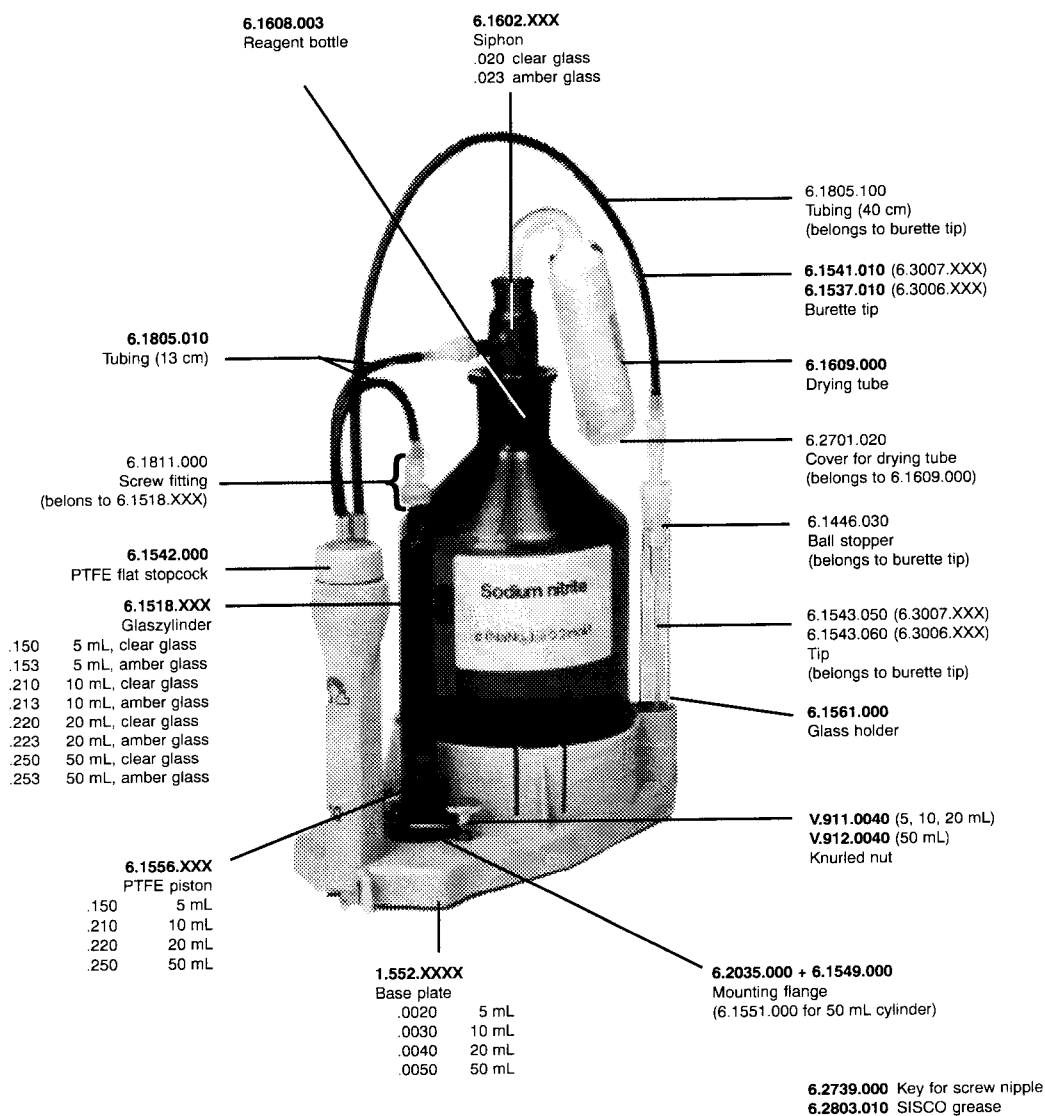 6.1608.003
Reagent bottle
6.1602.XXX
Siphon
.020 clear glass
.023 amber glass
6.1805.100
Tubing (40 cm)
(belongs to burette tip)
6.1541.010 (6.3007.XXX)
6.1537.010 (6.3006.XXX)
Burette tip
6.1805.010
Tubing (13 cm)
6.1609.000
Drying tube
6.1811.000
Screw fitting
(belons to 6.1518.XXX)
6.2701.020
Cover for drying tube
(belongs to 6.1609.000)
6.1446.030
Ball stopper
(belongs to burette tip)
6.1542.000
PTFE flat stopcock
Sodium nitrite
6.1518.XXX
Glaszylinder
.150 5 mL, clear glass
.153 5 mL, amber glass
.210 10 mL, clear glass
.213 10 mL, amber glass
.220 20 mL, clear glass
.223 20 mL, amber glass
.250 50 mL, clear glass
.253 50 mL, amber glass
6.1543.050 (6.3007.XXX)
6.1543.060 (6.3006.XXX)
Tip
(belongs to burette tip)
6.1561.000
Glass holder
V.911.0040 (5, 10, 20 mL)
V.912.0040 (50 mL)
Knurled nut
6.1556.XXX
PTFE piston
.150 5 mL
.210 10 mL
.220 20 mL
.250 50 mL
1.552.XXXX
Base plate
.0020 5 mL
.0030 10 mL
.0040 20 mL
.0050 50 mL
6.2035.000 + 6.1549.000
Mounting flange
(6.1551.000 for 50 mL cylinder)
6.2739.000 Key for screw nipple
6.2803.010 SISCO grease